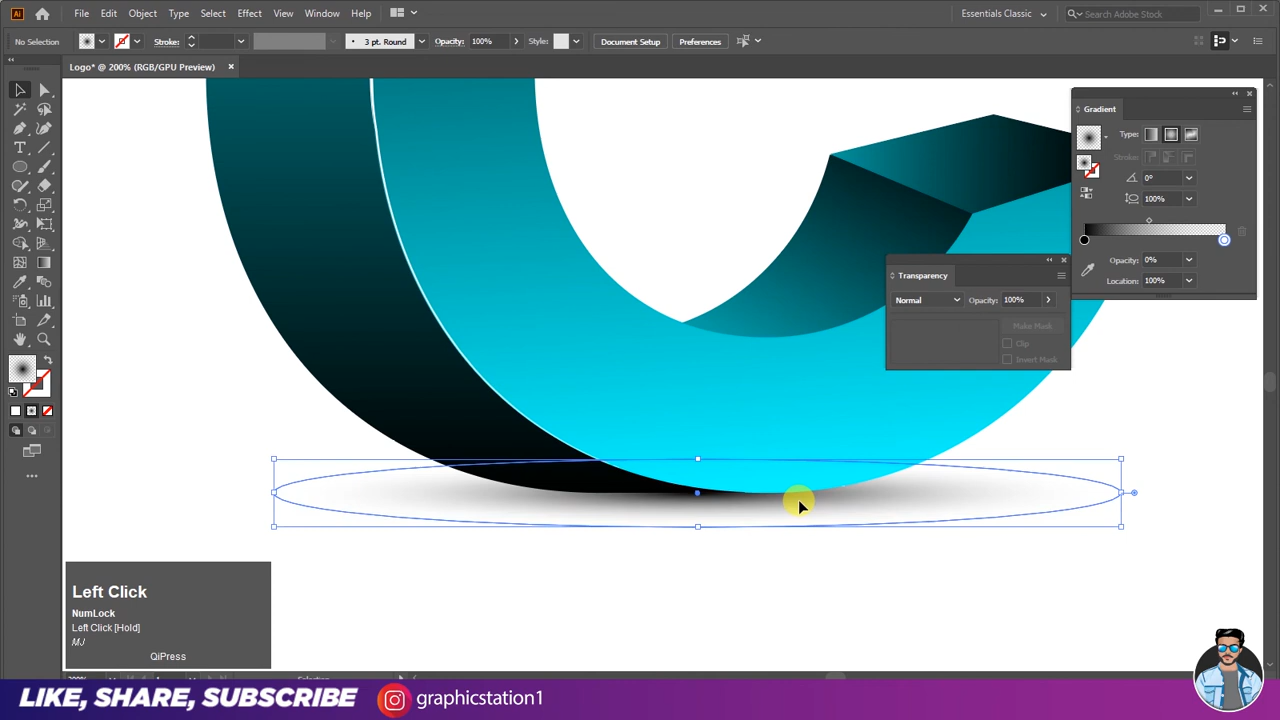 Ai
File Edit Object Type Select Effect View Window Help
Essentials Classic
Search Adobe Stock
No Selection
Stroke:
3 pt. Round
Opacity: 100%
Style:
Document Setup
Preferences
Logo* @ 200% (RGB/GPU Preview)
Gradient
Type:
Stroke:
0°
100%
Opacity: 0%
Location: 100%
Transparency
Normal
Opacity: 100%
Make Mask
Clip
Invert Mask
Left Click
NumLock
Left Click [Hold]
MJ
QiPress
LIKE, SHARE, SUBSCRIBE
graphicstation1